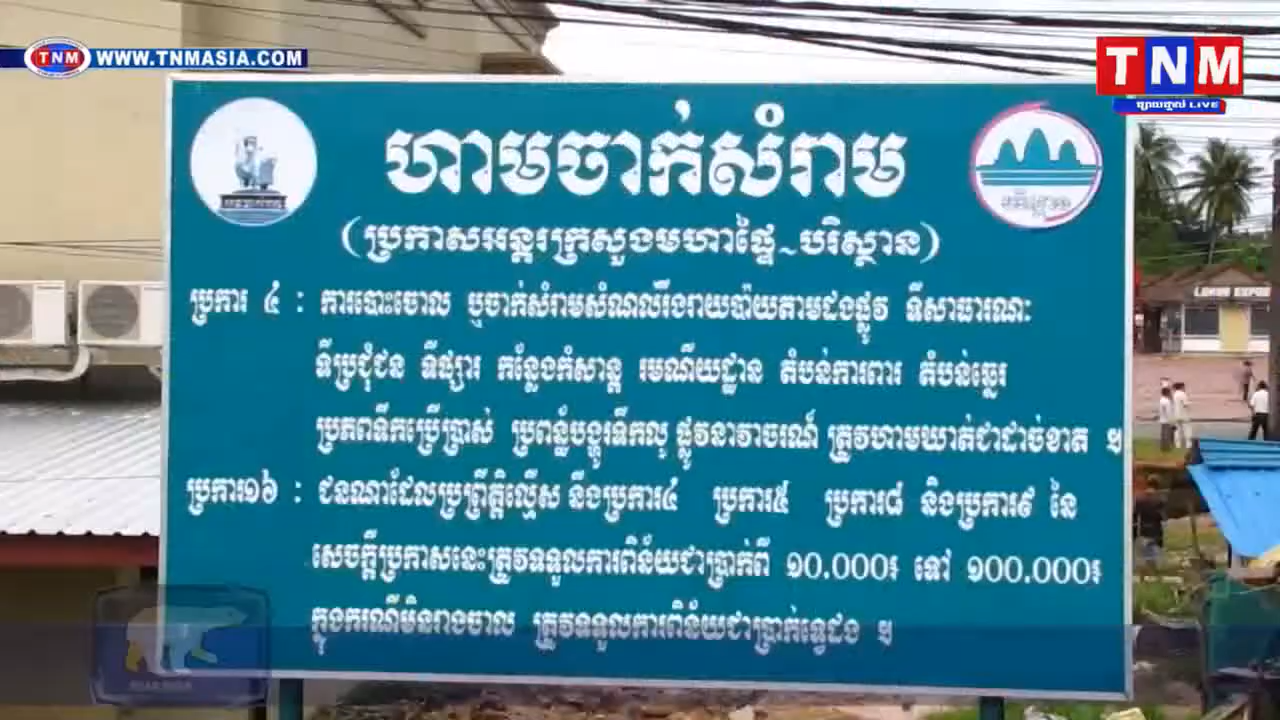 TNM WWW.TNMASIA.COM
TNM
ផ្សាយផ្ទាល់ LIVE
ហាមចាក់សំរាម
(ប្រកាសអន្តរក្រសួងមហាផ្ទៃ~បរិស្ថាន)
ប្រការ ៤ : ការបោះចោល ឬចាក់សំរាមសំណល់រឹងរាយប៉ាយតាមដងផ្លូវ ទីសាធារណៈ
ទីប្រជុំជន ទីផ្សារ កន្លែងកំសាន្ត រមណីយដ្ឋាន តំបន់ការពារ តំបន់ឆ្នេរ
ប្រភពទឹកប្រើប្រាស់ ប្រពន្ធ័បង្ហូរទឹកលូ ផ្លូវនាវាចរណ៍ ត្រូវហាមឃាត់ជាដាច់ខាត ។
ប្រការ១៦ : ជនណាដែលប្រព្រឹត្តិល្មើស នឹងប្រការ៤ ប្រការ៥ ប្រការ៨ និងប្រការ៩ នៃ
សេចក្តីប្រកាសនេះត្រូវទទួលការពិន័យជាប្រាក់ពី ១០.០០០៛ ទៅ ១០០.០០០៛
ក្នុងករណីមិនរាងចាល ត្រូវទទួលការពិន័យជាប្រាក់ទ្វេដង ។